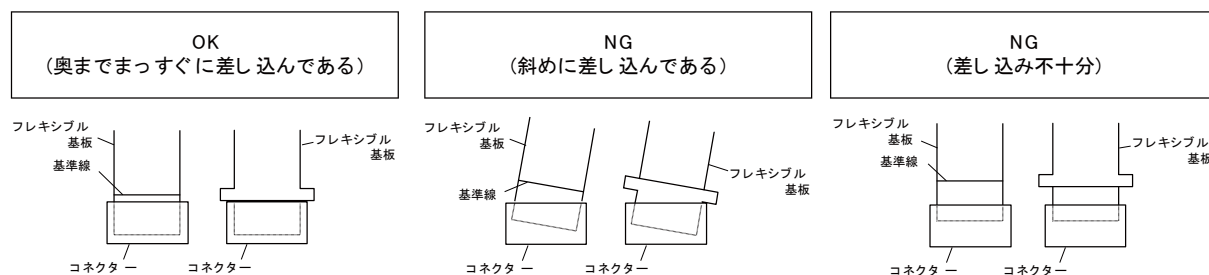 OK
(奥までまっすぐに差し込んである)
フレキシブル
基板
基準線
フレキシブル
基板
コネクター
コネクター
NG
(斜めに差し込んである)
フレキシブル
基板
基準線
フレキシブル
基板
コネクター
コネクター
NG
(差し込み不十分)
フレキシブル
基板
基準線
フレキシブル
基板
コネクター
コネクター